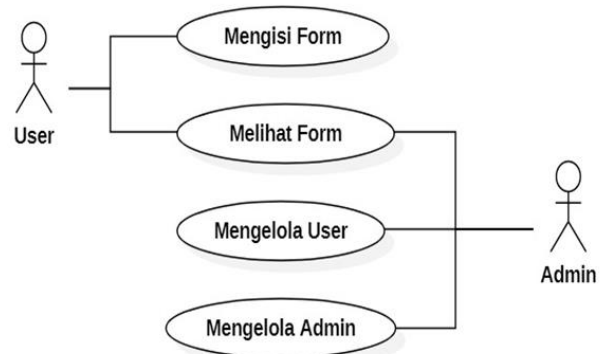 Mengisi Form
User
Melihat Form
Mengelola User
Admin
Mengelola Admin